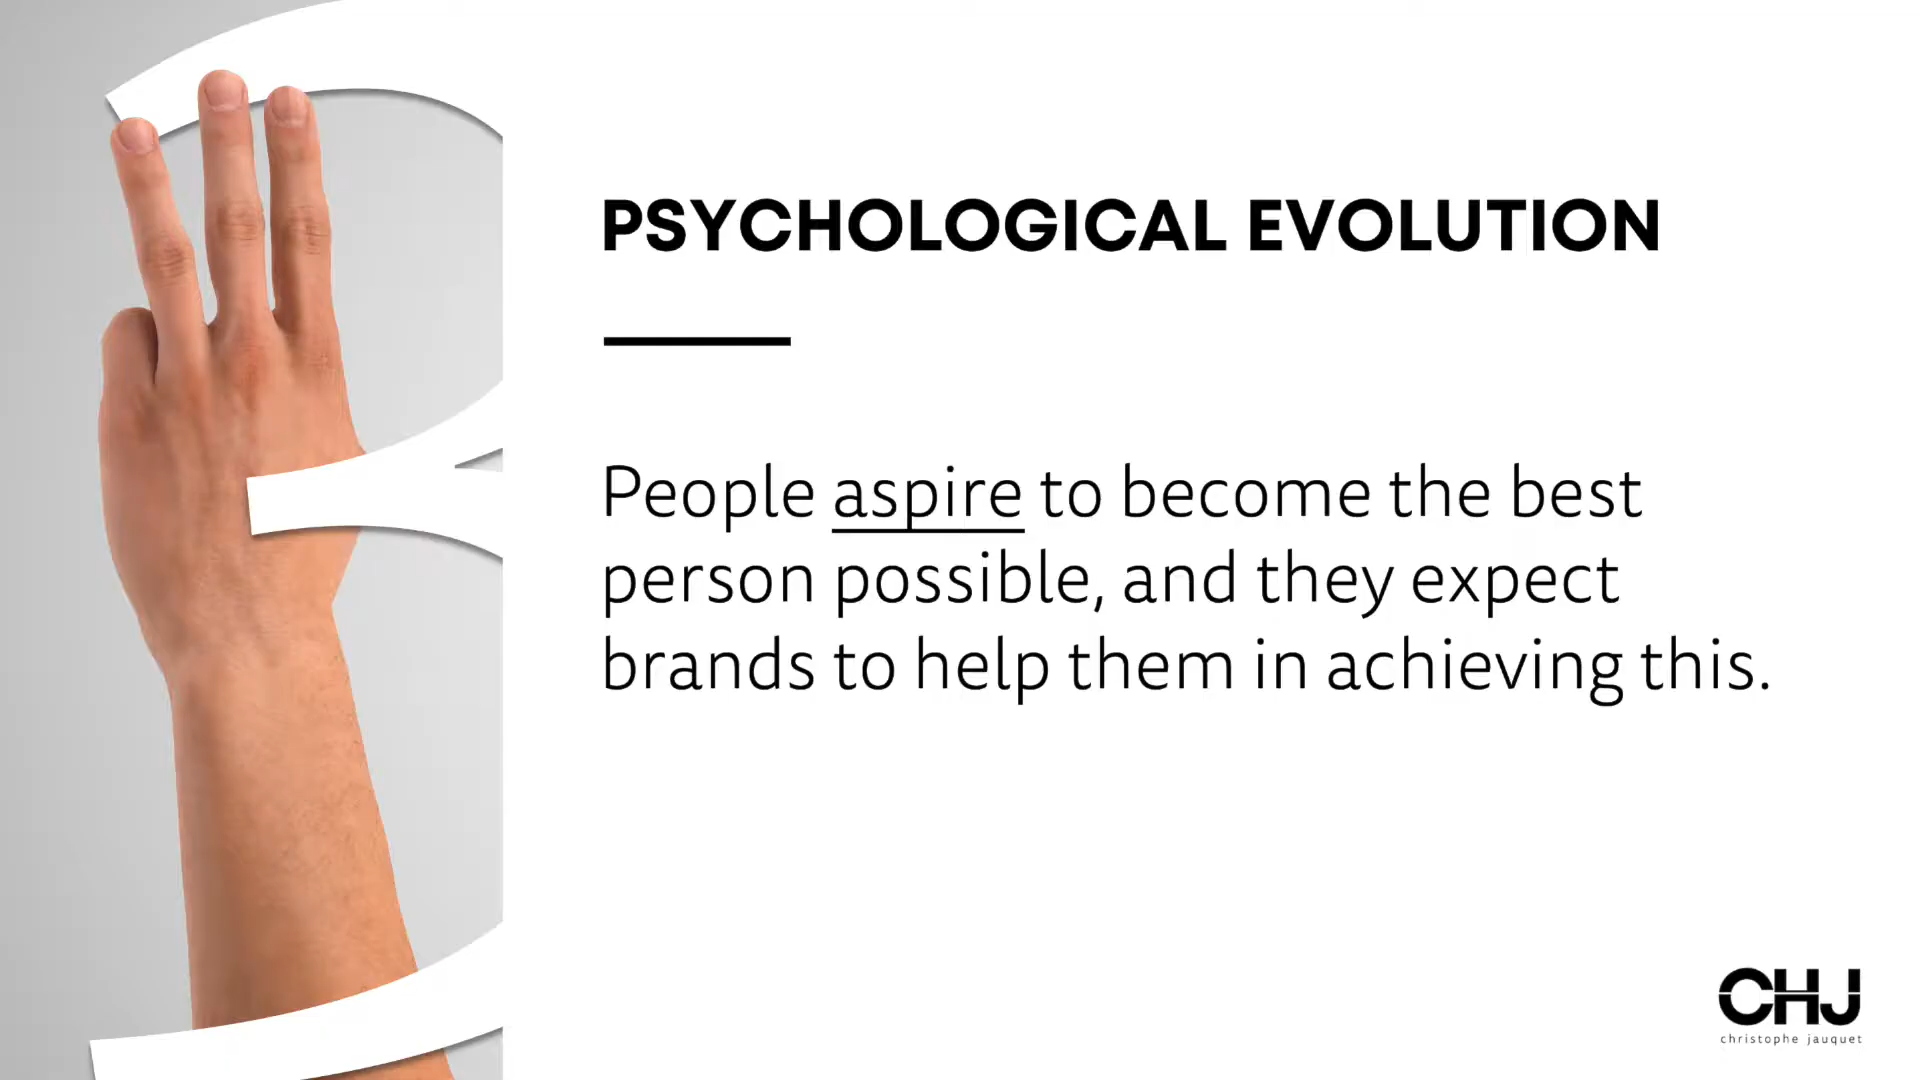 PSYCHOLOGICAL EVOLUTION
People aspire to become the best
person possible, and they expect
brands to help them in achieving this.
CHJ
christophe jauquet